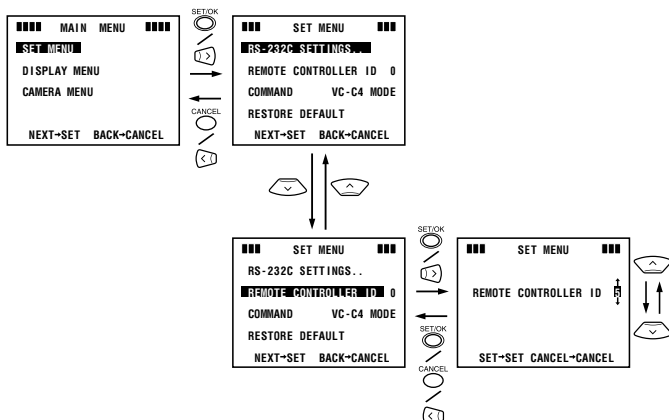 MAIN MENU
SET MENU
DISPLAY MENU
CAMERA MENU
NEXT→SET BACK→CANCEL
SET/OK
CANCEL
SET MENU
RS-232C SETTINGS..
REMOTE CONTROLLER ID 0
COMMAND VC-C4 MODE
RESTORE DEFAULT
NEXT→SET BACK→CANCEL
SET MENU
RS-232C SETTINGS..
REMOTE CONTROLLER ID 0
COMMAND VC-C4 MODE
RESTORE DEFAULT
NEXT→SET BACK→CANCEL
SET/OK
SET/OK
CANCEL
SET MENU
REMOTE CONTROLLER ID 5
SET→SET CANCEL→CANCEL